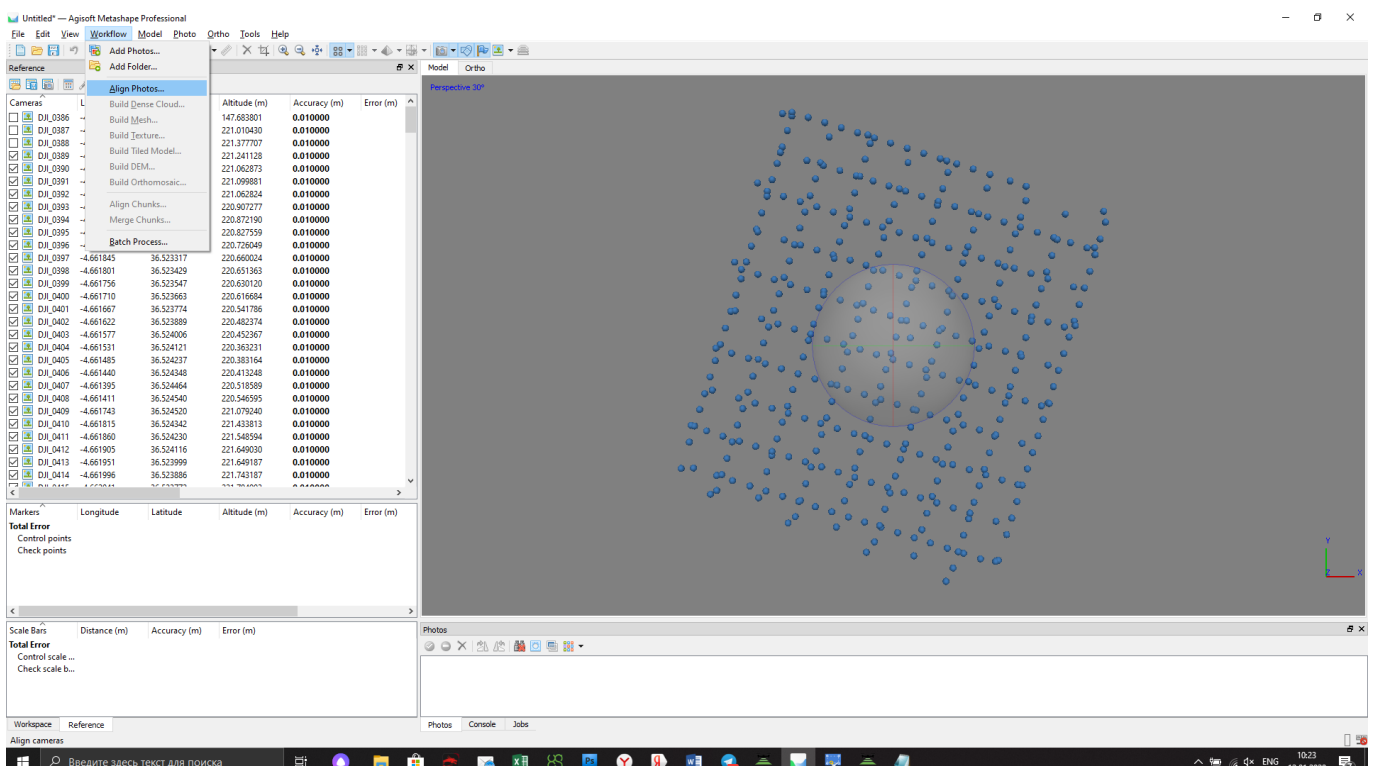 Untitled* — Agisoft Metashape Professional
File Edit View Workflow Model Photo Ortho Tools Help
Add Photos...
Add Folder...
Align Photos...
Build Dense Cloud...
Build Mesh...
Build Texture...
Build Tiled Model...
Build DEM...
Build Orthomosaic...
Align Chunks...
Merge Chunks...
Batch Process...
Reference
Model Ortho
Perspective 30°
Cameras L Altitude (m) Accuracy (m) Error (m)
DJI_0386 147.683801 0.010000
DJI_0387 221.010430 0.010000
DJI_0388 221.377707 0.010000
DJI_0389 221.241128 0.010000
DJI_0390 221.062873 0.010000
DJI_0391 221.099881 0.010000
DJI_0392 221.062824 0.010000
DJI_0393 220.907277 0.010000
DJI_0394 220.872190 0.010000
DJI_0395 220.827559 0.010000
DJI_0396 220.726049 0.010000
DJI_0397 -4.661845 36.523317 220.660024 0.010000
DJI_0398 -4.661801 36.523429 220.651363 0.010000
DJI_0399 -4.661756 36.523547 220.630120 0.010000
DJI_0400 -4.661710 36.523663 220.616684 0.010000
DJI_0401 -4.661667 36.523774 220.541786 0.010000
DJI_0402 -4.661622 36.523889 220.482374 0.010000
DJI_0403 -4.661577 36.524006 220.452367 0.010000
DJI_0404 -4.661531 36.524121 220.363231 0.010000
DJI_0405 -4.661485 36.524237 220.383164 0.010000
DJI_0406 -4.661440 36.524348 220.413248 0.010000
DJI_0407 -4.661395 36.524464 220.518589 0.010000
DJI_0408 -4.661411 36.524540 220.546595 0.010000
DJI_0409 -4.661743 36.524520 221.079240 0.010000
DJI_0410 -4.661815 36.524342 221.433813 0.010000
DJI_0411 -4.661860 36.524230 221.548594 0.010000
DJI_0412 -4.661905 36.524116 221.649030 0.010000
DJI_0413 -4.661951 36.523999 221.649187 0.010000
DJI_0414 -4.661996 36.523886 221.743187 0.010000
Markers Longitude Latitude Altitude (m) Accuracy (m) Error (m)
Total Error
Control points
Check points
Y
Z X
Scale Bars Distance (m) Accuracy (m) Error (m)
Total Error
Control scale ...
Check scale b...
Photos
Workspace Reference
Photos Console Jobs
Align cameras
Введите здесь текст для поиска
ENG
10:23